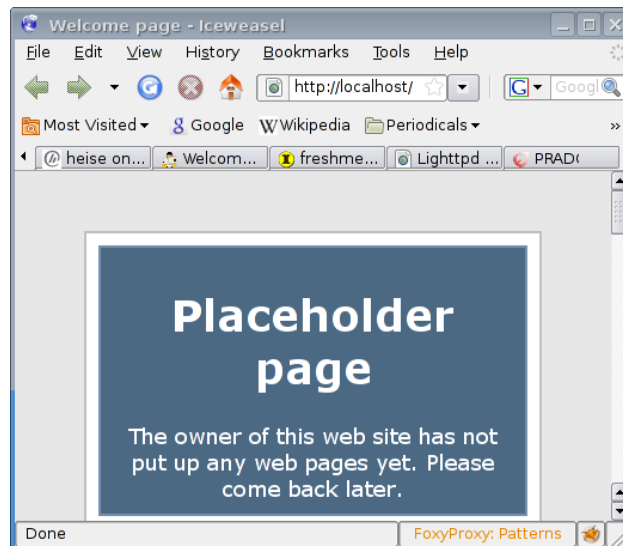 Welcome page - Iceweasel
File Edit View History Bookmarks Tools Help
http://localhost/ G Googl
Most Visited Google Wikipedia Periodicals
heise on... Welcom... freshme... Lighttpd ... PRADO
Placeholder
page
The owner of this web site has not
put up any web pages yet. Please
come back later.
Done FoxyProxy: Patterns